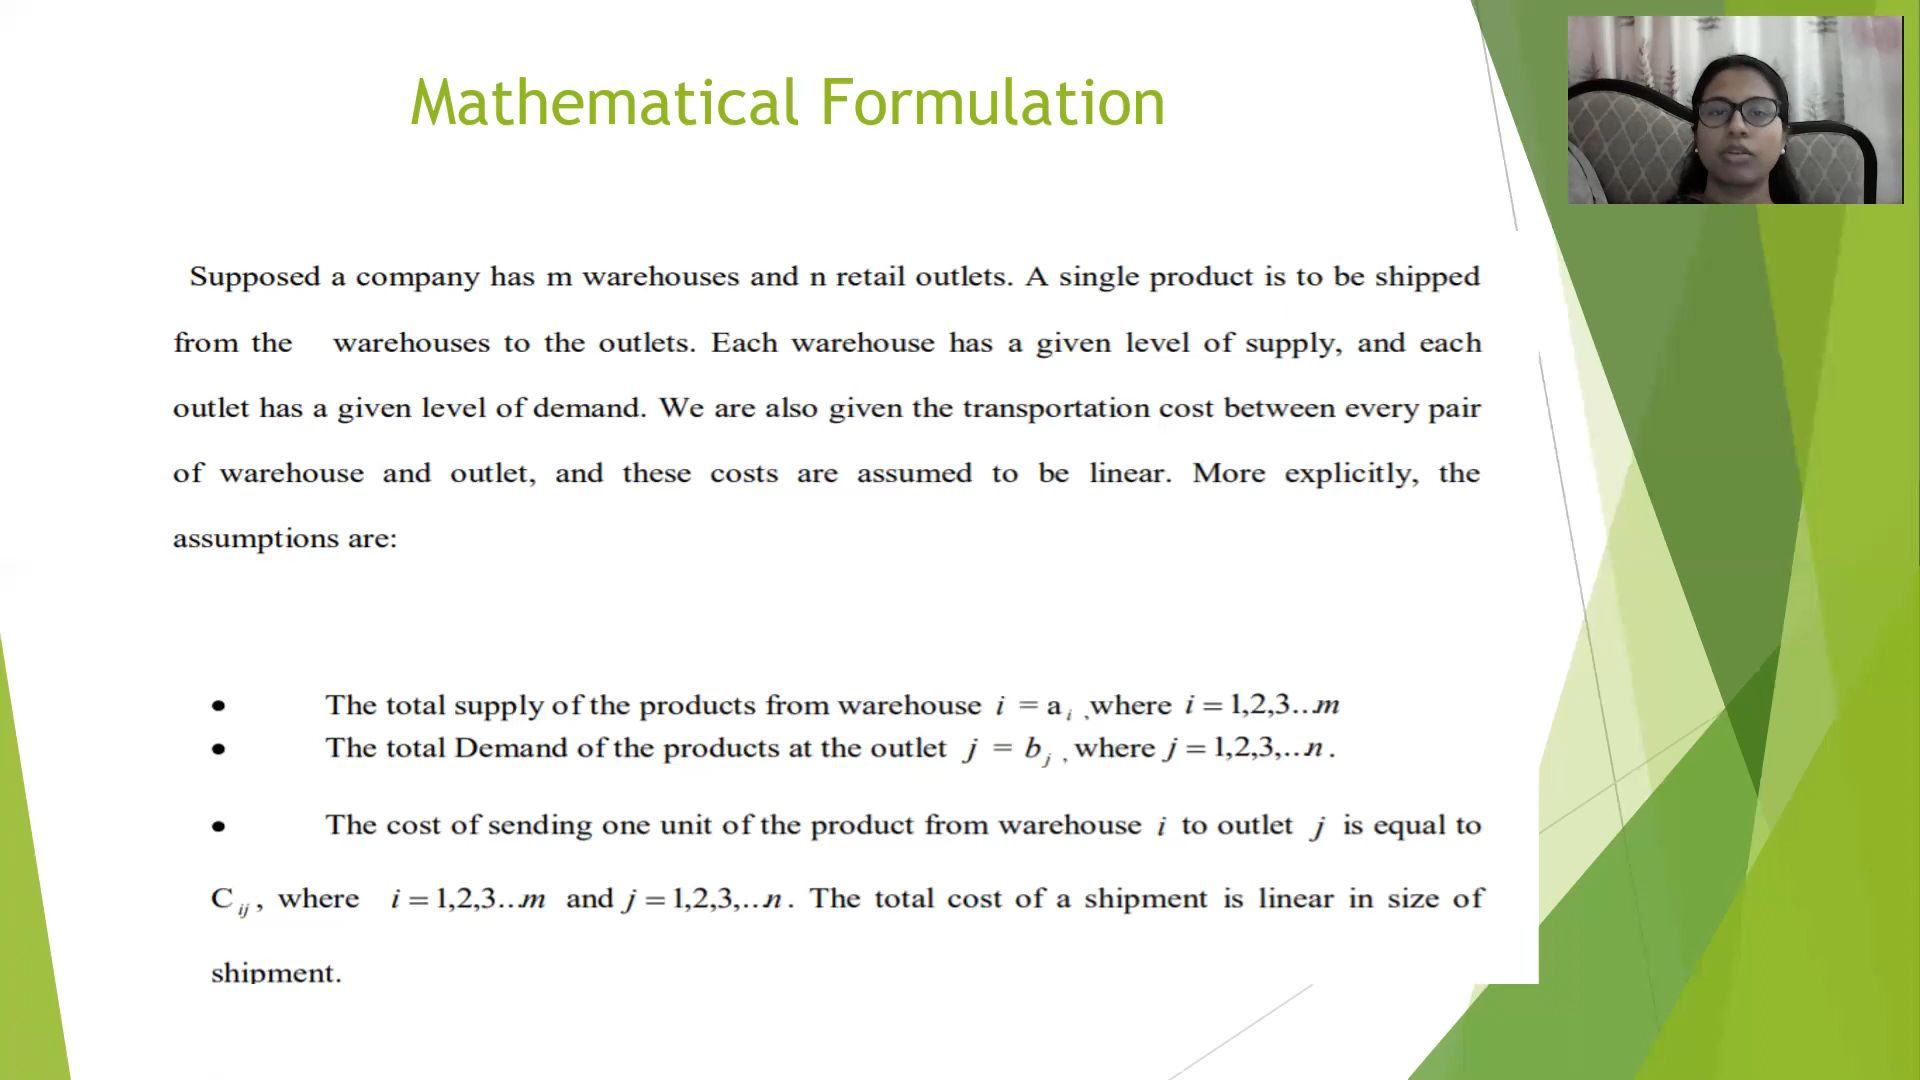 Mathematical Formulation
Supposed a company has m warehouses and n retail outlets. A single product is to be shipped
from the warehouses to the outlets. Each warehouse has a given level of supply, and each
outlet has a given level of demand. We are also given the transportation cost between every pair
of warehouse and outlet, and these costs are assumed to be linear. More explicitly, the
assumptions are:
• The total supply of the products from warehouse i = a_i ,where i = 1,2,3...m
• The total Demand of the products at the outlet j = b_j , where j = 1,2,3,...n.
• The cost of sending one unit of the product from warehouse i to outlet j is equal to
C_ij, where i = 1,2,3...m and j = 1,2,3,...n. The total cost of a shipment is linear in size of
shipment.